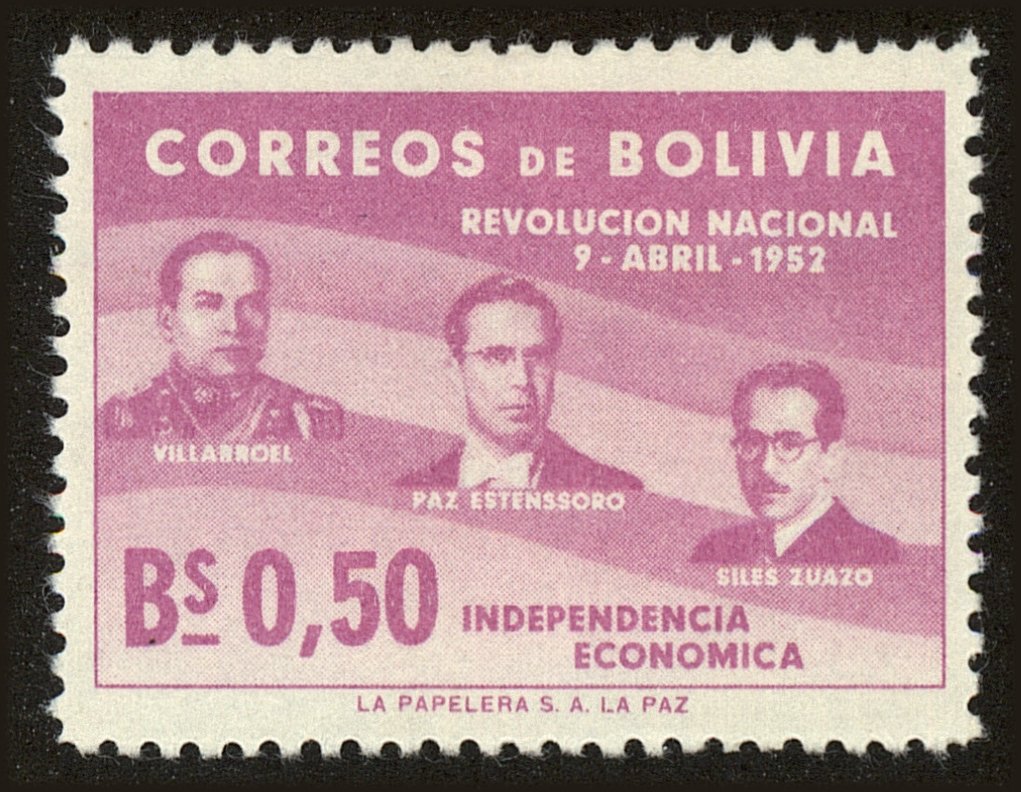 CORREOS DE BOLIVIA
REVOLUCION NACIONAL
9 - ABRIL - 1952
VILLARROEL
PAZ ESTENSSORO
SILES ZUAZO
Bs 0,50
INDEPENDENCIA
ECONOMICA
LA PAPELERA S. A. LA PAZ